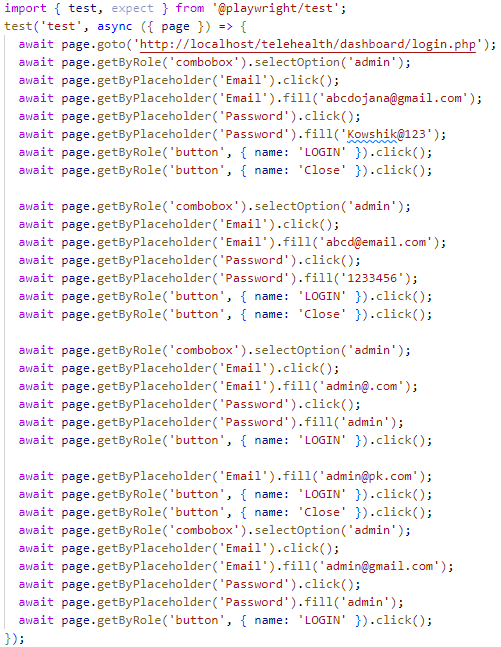 import { test, expect } from '@playwright/test';
test('test', async ({ page }) => {
  await page.goto('http://localhost/telehealth/dashboard/login.php');
  await page.getByRole('combobox').selectOption('admin');
  await page.getByPlaceholder('Email').click();
  await page.getByPlaceholder('Email').fill('abcdojana@gmail.com');
  await page.getByPlaceholder('Password').click();
  await page.getByPlaceholder('Password').fill('Kowshik@123');
  await page.getByRole('button', { name: 'LOGIN' }).click();
  await page.getByRole('button', { name: 'Close' }).click();

  await page.getByRole('combobox').selectOption('admin');
  await page.getByPlaceholder('Email').click();
  await page.getByPlaceholder('Email').fill('abcd@email.com');
  await page.getByPlaceholder('Password').click();
  await page.getByPlaceholder('Password').fill('1233456');
  await page.getByRole('button', { name: 'LOGIN' }).click();
  await page.getByRole('button', { name: 'Close' }).click();

  await page.getByRole('combobox').selectOption('admin');
  await page.getByPlaceholder('Email').click();
  await page.getByPlaceholder('Email').fill('admin@.com');
  await page.getByPlaceholder('Password').click();
  await page.getByPlaceholder('Password').fill('admin');
  await page.getByRole('button', { name: 'LOGIN' }).click();

  await page.getByPlaceholder('Email').fill('admin@pk.com');
  await page.getByRole('button', { name: 'LOGIN' }).click();
  await page.getByRole('button', { name: 'Close' }).click();
  await page.getByRole('combobox').selectOption('admin');
  await page.getByPlaceholder('Email').click();
  await page.getByPlaceholder('Email').fill('admin@gmail.com');
  await page.getByPlaceholder('Password').click();
  await page.getByPlaceholder('Password').fill('admin');
  await page.getByRole('button', { name: 'LOGIN' }).click();
});